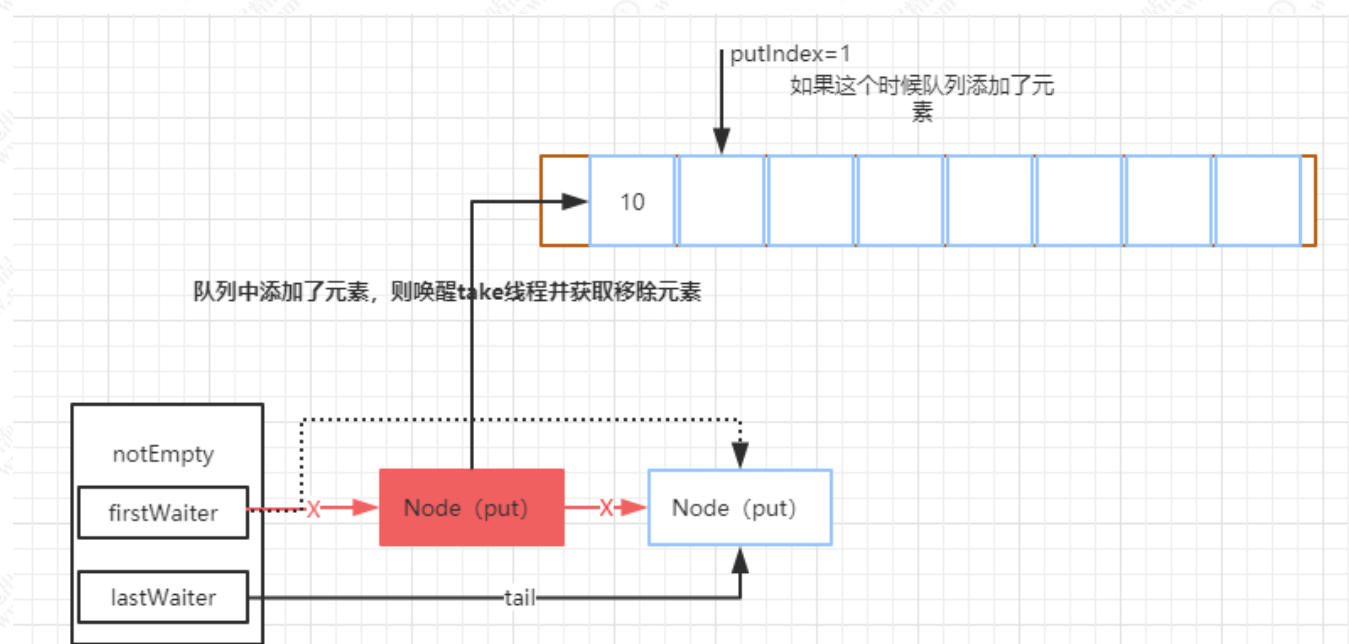 putIndex=1
如果这个时候队列添加了元
素
10
队列中添加了元素，则唤醒take线程并获取移除元素
notEmpty
firstWaiter
X
Node（put）
X
Node（put）
lastWaiter
tail